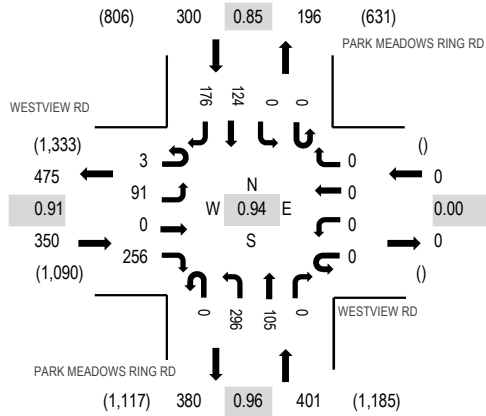 (806) 300 0.85 196 (631)
PARK MEADOWS RING RD
176 124 0 0
WESTVIEW RD
(1,333)
475
0.91
350
(1,090)
3
91
0
256
N
W 0.94 E
S
0
0
0
0
()
0
0.00
0
()
0 296 105 0
WESTVIEW RD
PARK MEADOWS RING RD
(1,117) 380 0.96 401 (1,185)